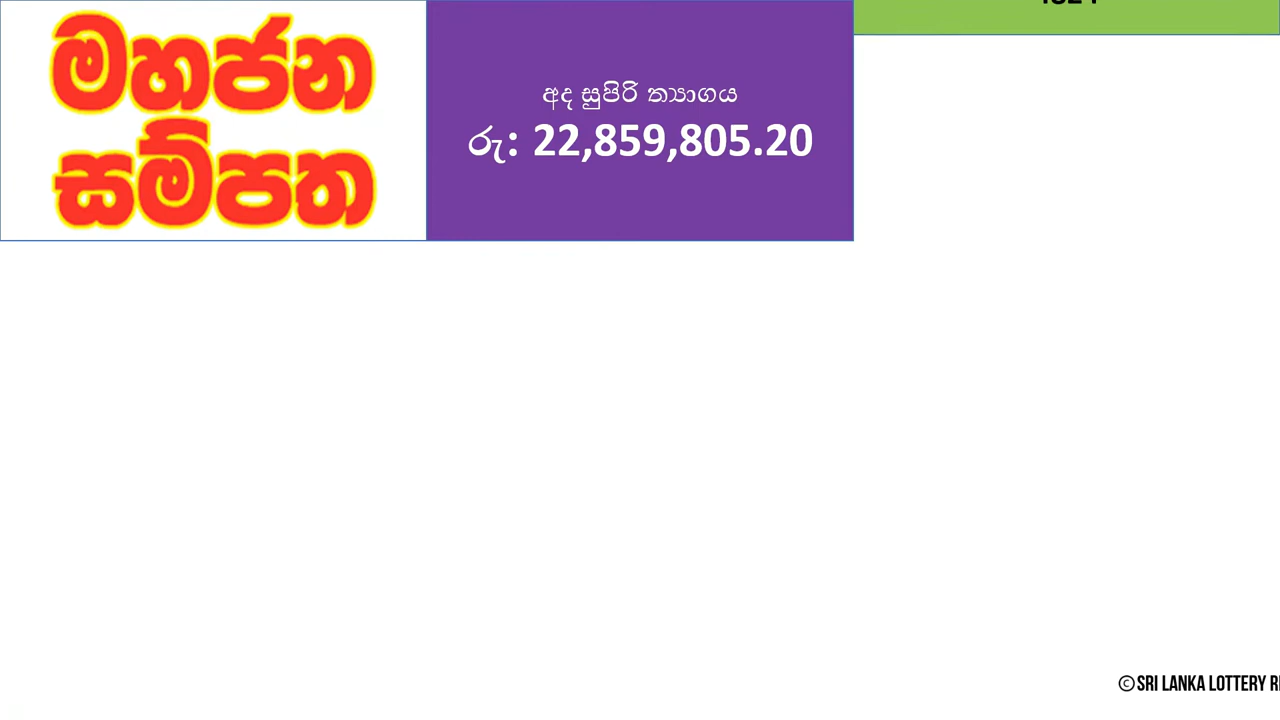 මහජන
සම්පත
අද සුපිරි ත්‍යාගය
රු: 22,859,805.20
©SRI LANKA LOTTERY